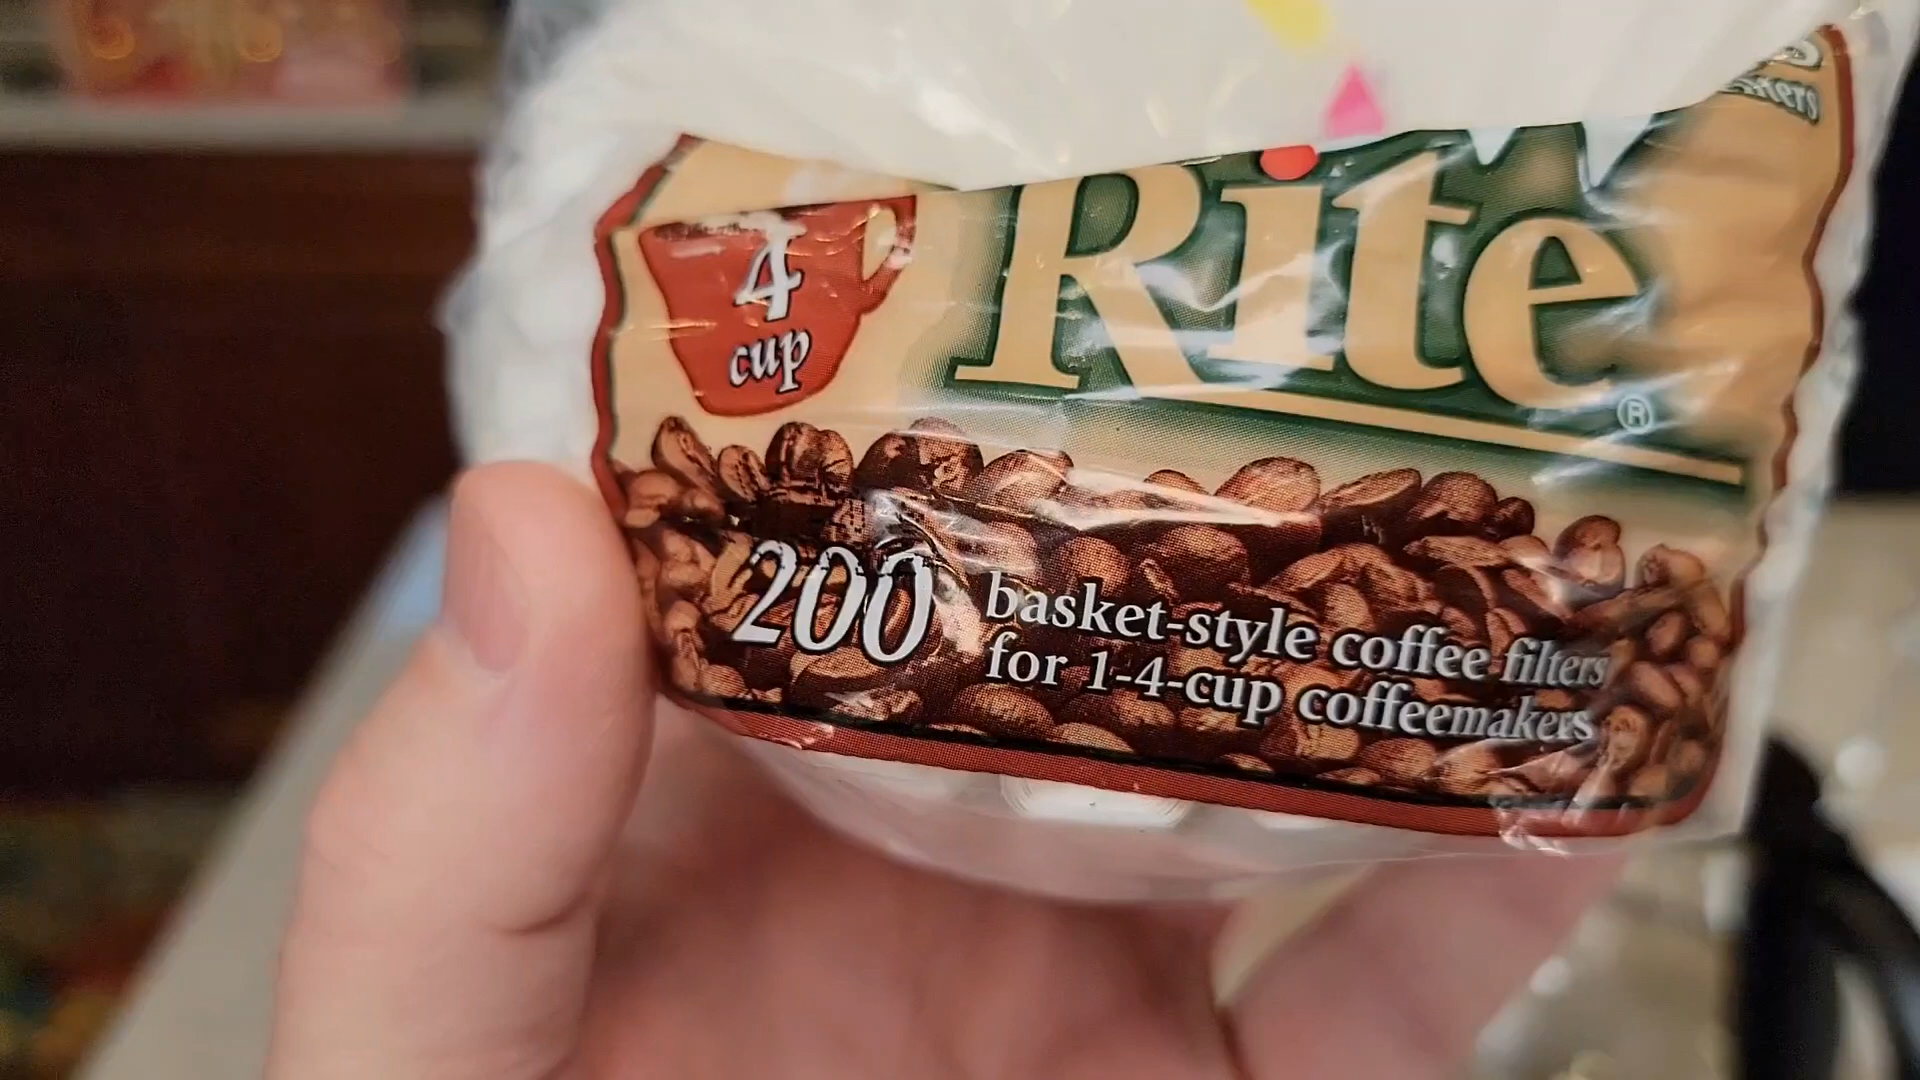 Rite®
4
cup
200 basket-style coffee filters
for 1-4-cup coffeemakers